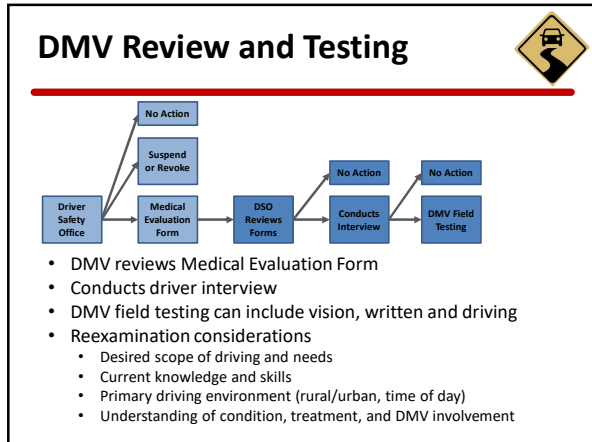 DMV Review and Testing
No Action
Suspend
or Revoke
No Action
No Action
Driver
Safety
Office
Medical
Evaluation
Form
DSO
Reviews
Forms
Conducts
Interview
DMV Field
Testing
• DMV reviews Medical Evaluation Form
• Conducts driver interview
• DMV field testing can include vision, written and driving
• Reexamination considerations
• Desired scope of driving and needs
• Current knowledge and skills
• Primary driving environment (rural/urban, time of day)
• Understanding of condition, treatment, and DMV involvement